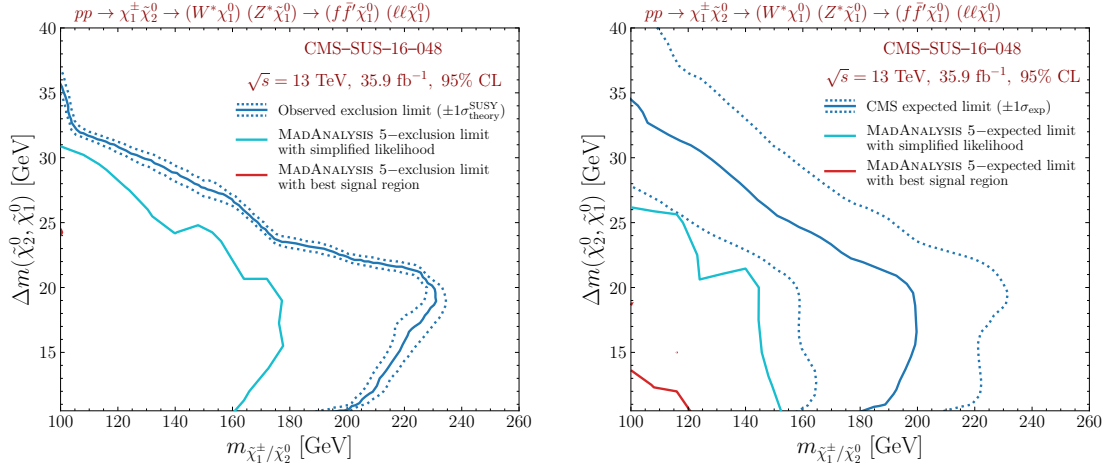 pp → χ̃₁^± χ̃₂⁰ → (W*χ̃₁⁰) (Z*χ̃₁⁰) → (f f̄′χ̃₁⁰) (ℓℓχ̃₁⁰)
CMS–SUS–16–048
√s = 13 TeV, 35.9 fb⁻¹, 95% CL
Observed exclusion limit (±1σ_theory^SUSY)
MADANALYSIS 5−exclusion limit
with simplified likelihood
MADANALYSIS 5−exclusion limit
with best signal region
Δm(χ̃₂⁰, χ̃₁⁰) [GeV]
40
35
30
25
20
15
100 120 140 160 180 200 220 240 260
m_χ̃₁^±/χ̃₂⁰ [GeV]
pp → χ̃₁^± χ̃₂⁰ → (W*χ̃₁⁰) (Z*χ̃₁⁰) → (f f̄′χ̃₁⁰) (ℓℓχ̃₁⁰)
CMS–SUS–16–048
√s = 13 TeV, 35.9 fb⁻¹, 95% CL
CMS expected limit (±1σ_exp)
MADANALYSIS 5−expected limit
with simplified likelihood
MADANALYSIS 5−expected limit
with best signal region
Δm(χ̃₂⁰, χ̃₁⁰) [GeV]
40
35
30
25
20
15
100 120 140 160 180 200 220 240 260
m_χ̃₁^±/χ̃₂⁰ [GeV]